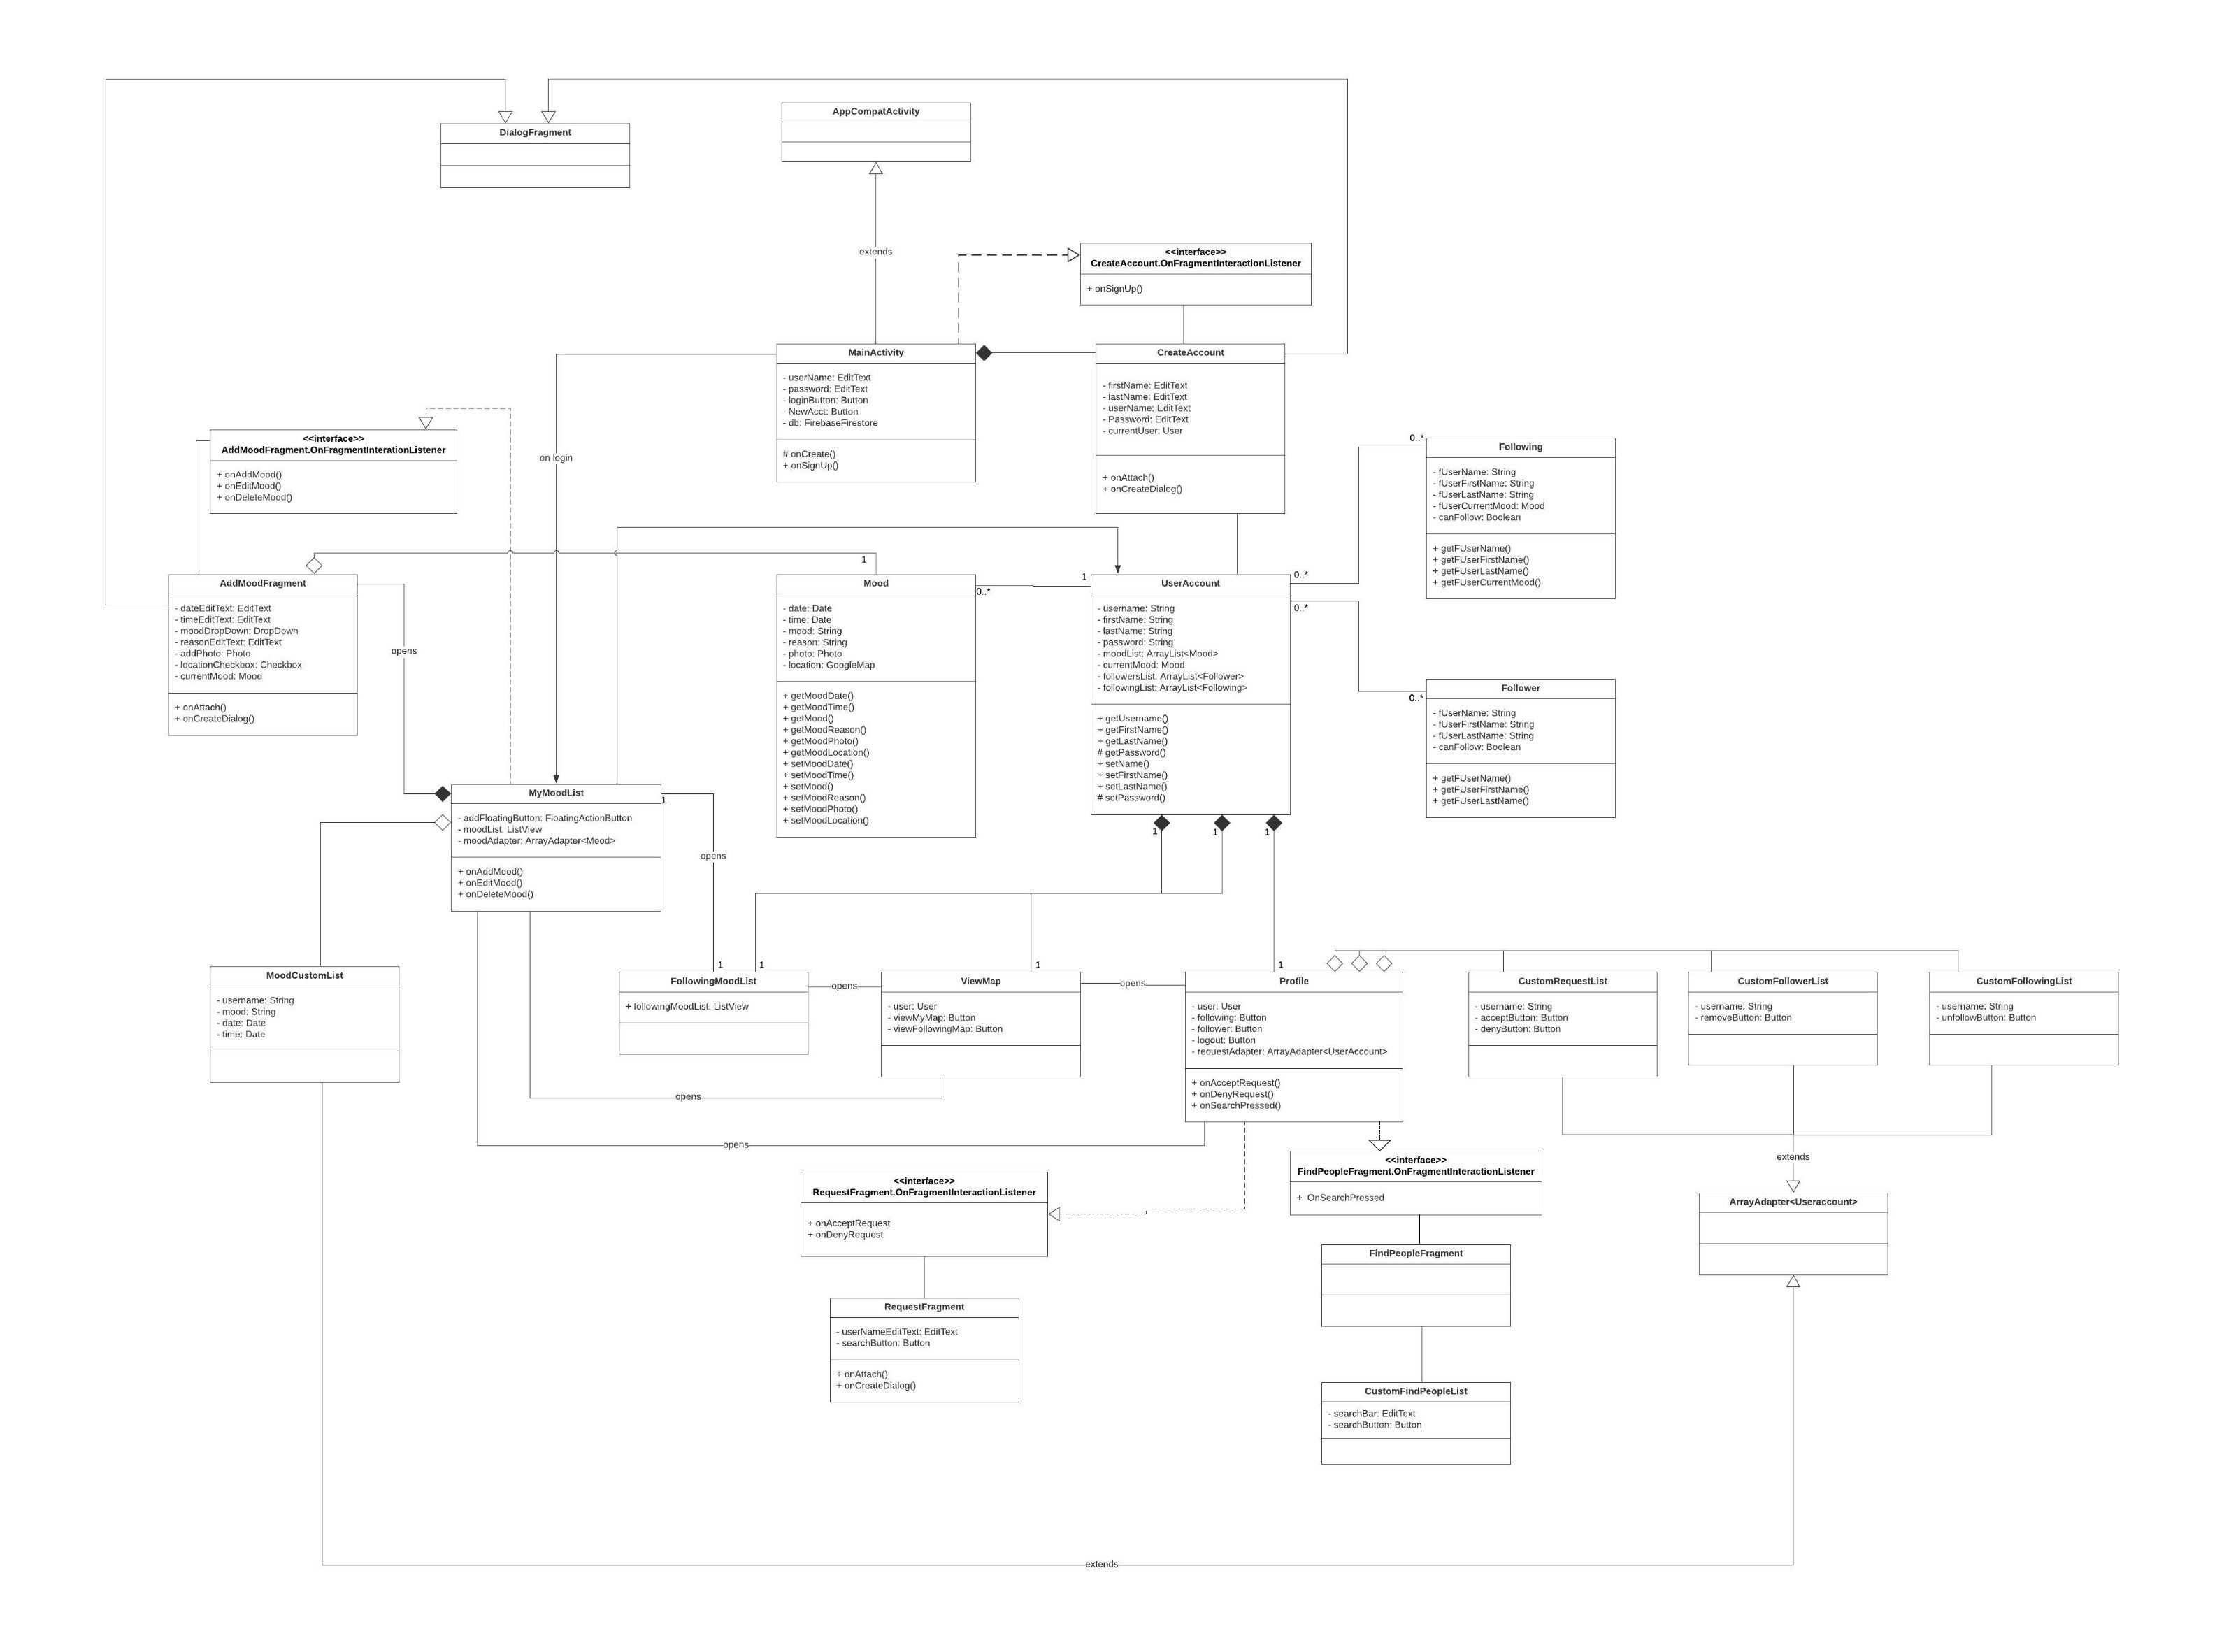 DialogFragment
AppCompatActivity
extends
<<interface>>
CreateAccount.OnFragmentInteractionListener
+ onSignUp()
MainActivity
- userName: EditText
- password: EditText
- loginButton: Button
- NewAcct: Button
- db: FirebaseFirestore
# onCreate()
+ onSignUp()
CreateAccount
- firstName: EditText
- lastName: EditText
- userName: EditText
- Password: EditText
- currentUser: User
+ onAttach()
+ onCreateDialog()
<<interface>>
AddMoodFragment.OnFragmentInterationListener
+ onAddMood()
+ onEditMood()
+ onDeleteMood()
on login
0..*
Following
- fUserName: String
- fUserFirstName: String
- fUserLastName: String
- fUserCurrentMood: Mood
- canFollow: Boolean
+ getFUserName()
+ getFUserFirstName()
+ getFUserLastName()
+ getFUserCurrentMood()
AddMoodFragment
- dateEditText: EditText
- timeEditText: EditText
- moodDropDown: DropDown
- reasonEditText: EditText
- addPhoto: Photo
- locationCheckbox: Checkbox
- currentMood: Mood
+ onAttach()
+ onCreateDialog()
opens
1
Mood
- date: Date
- time: Date
- mood: String
- reason: String
- photo: Photo
- location: GoogleMap
+ getMoodDate()
+ getMoodTime()
+ getMood()
+ getMoodReason()
+ getMoodPhoto()
+ getMoodLocation()
+ setMoodDate()
+ setMoodTime()
+ setMood()
+ setMoodReason()
+ setMoodPhoto()
+ setMoodLocation()
0..*
1
UserAccount
- username: String
- firstName: String
- lastName: String
- password: String
- moodList: ArrayList<Mood>
- currentMood: Mood
- followersList: ArrayList<Follower>
- followingList: ArrayList<Following>
+ getUsername()
+ getFirstName()
+ getLastName()
# getPassword()
+ setName()
+ setFirstName()
+ setLastName()
# setPassword()
0..*
0..*
0..*
Follower
- fUserName: String
- fUserFirstName: String
- fUserLastName: String
- canFollow: Boolean
+ getFUserName()
+ getFUserFirstName()
+ getFUserLastName()
MyMoodList
- addFloatingButton: FloatingActionButton
- moodList: ListView
- moodAdapter: ArrayAdapter<Mood>
+ onAddMood()
+ onEditMood()
+ onDeleteMood()
1
opens
1
1
1
MoodCustomList
- username: String
- mood: String
- date: Date
- time: Date
1
1
FollowingMoodList
+ followingMoodList: ListView
opens
1
ViewMap
- user: User
- viewMyMap: Button
- viewFollowingMap: Button
opens
1
Profile
- user: User
- following: Button
- follower: Button
- logout: Button
- requestAdapter: ArrayAdapter<UserAccount>
+ onAcceptRequest()
+ onDenyRequest()
+ onSearchPressed()
CustomRequestList
- username: String
- acceptButton: Button
- denyButton: Button
CustomFollowerList
- username: String
- removeButton: Button
CustomFollowingList
- username: String
- unfollowButton: Button
opens
opens
extends
<<interface>>
RequestFragment.OnFragmentInteractionListener
+ onAcceptRequest
+ onDenyRequest
<<interface>>
FindPeopleFragment.OnFragmentInteractionListener
+ OnSearchPressed
ArrayAdapter<Useraccount>
FindPeopleFragment
RequestFragment
- userNameEditText: EditText
- searchButton: Button
+ onAttach()
+ onCreateDialog()
CustomFindPeopleList
- searchBar: EditText
- searchButton: Button
extends